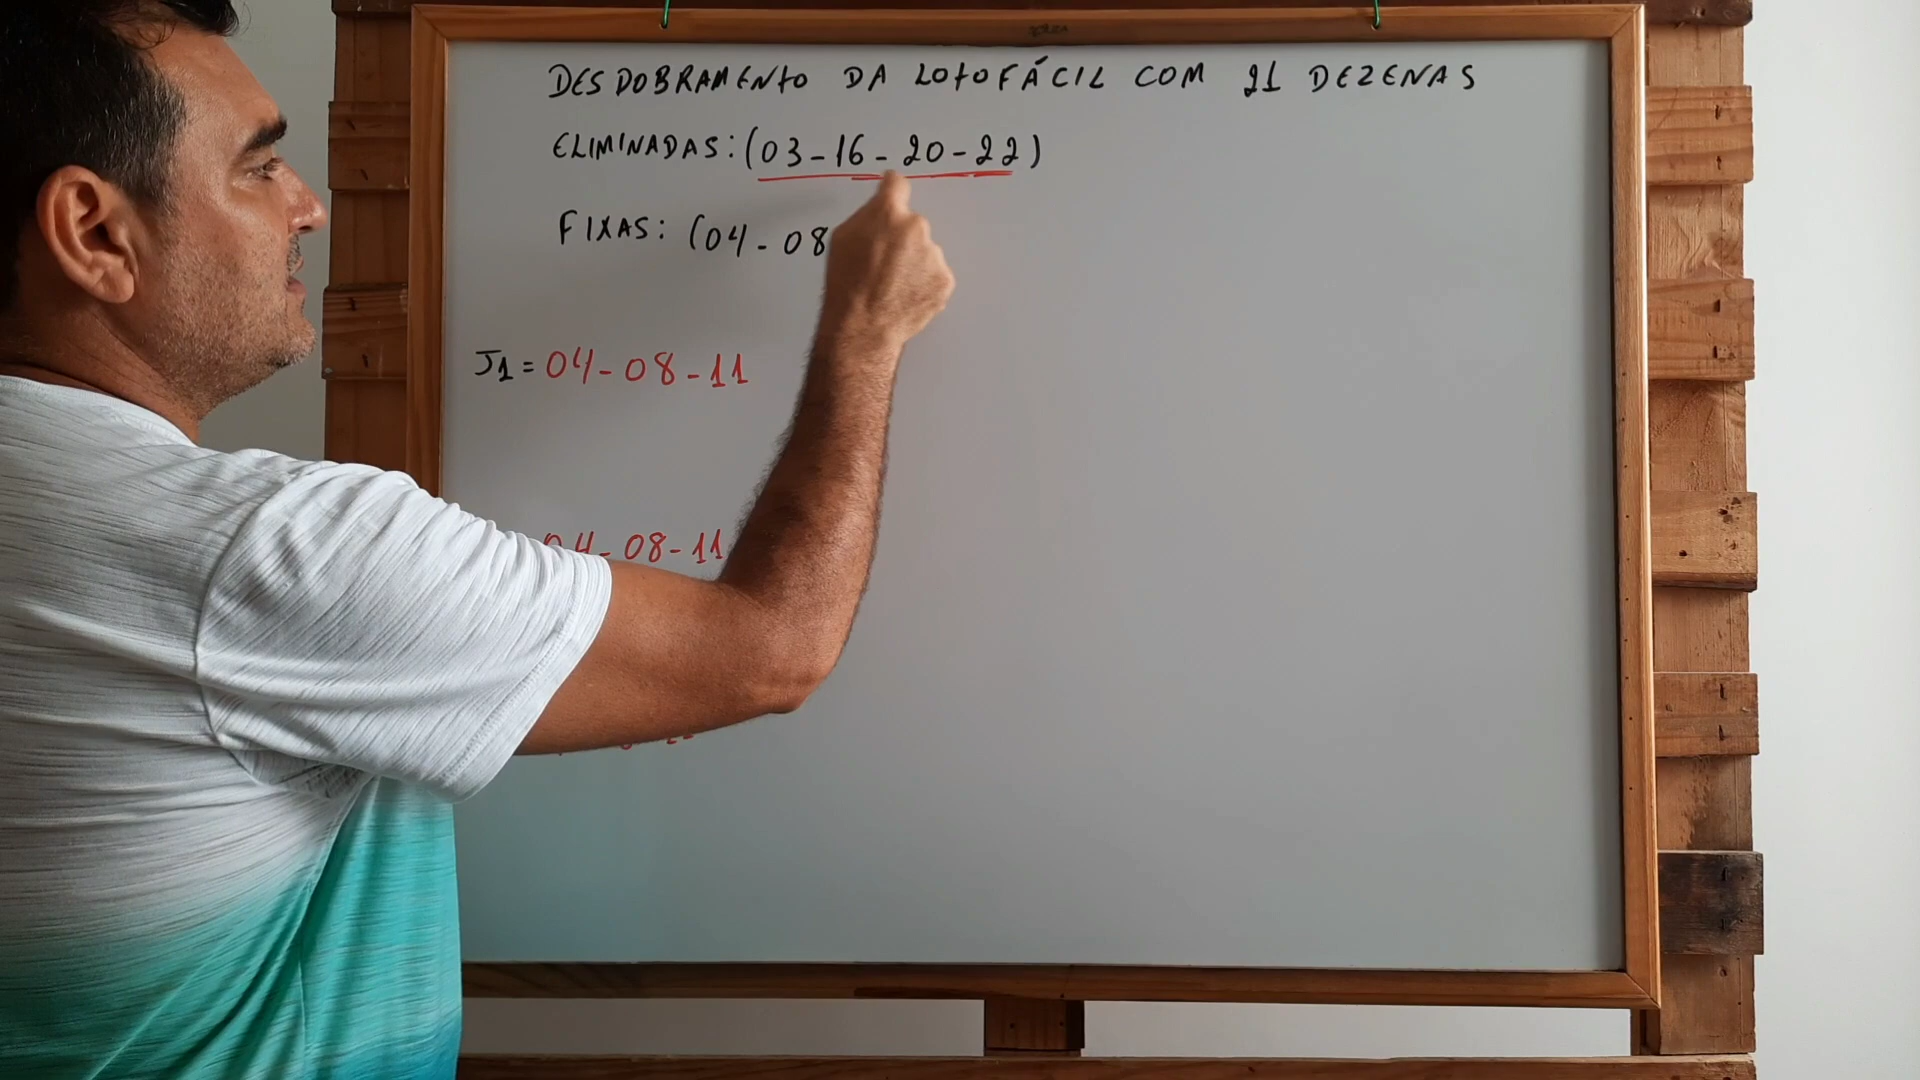 DESDOBRAMENTO DA LOTOFÁCIL COM 21 DEZENAS
ELIMINADAS: (03-16-20-22)
FIXAS: (04-08
J1=04-08-11
04-08-11